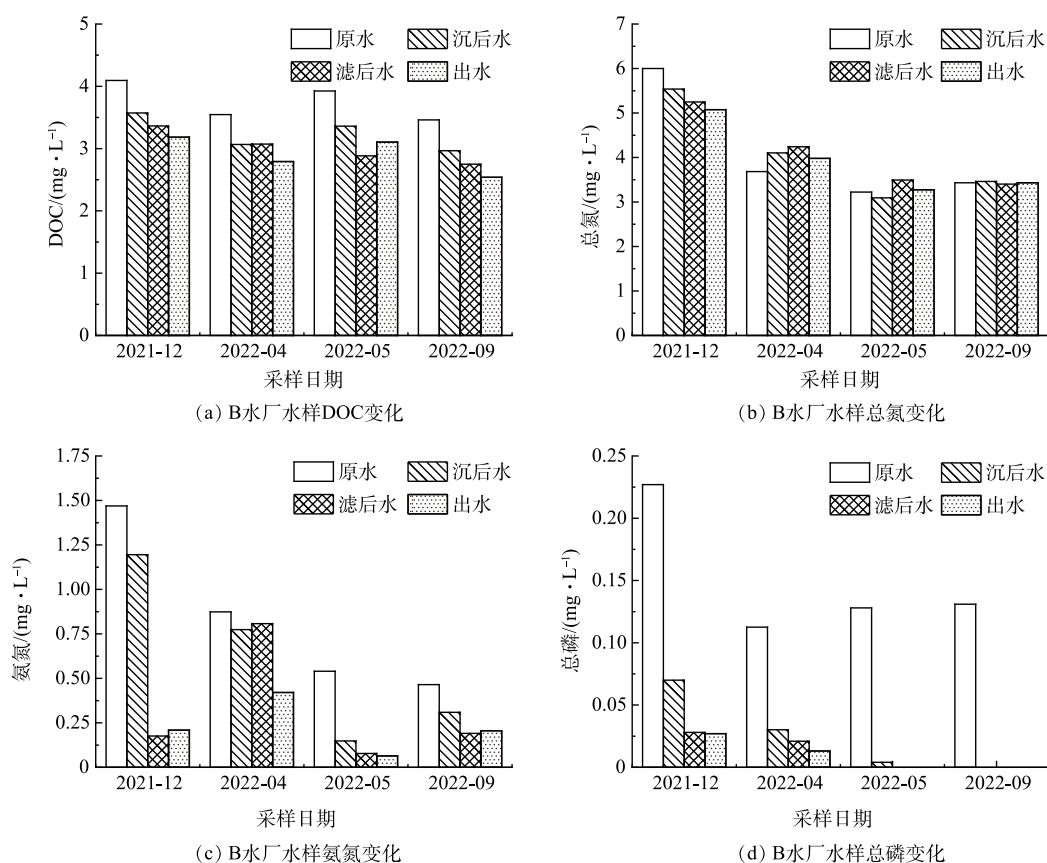 5
4
3
2
1
0
DOC/(mg·L⁻¹)
原水 沉后水
滤后水 出水
2021-12 2022-04 2022-05 2022-09
采样日期
(a) B水厂水样DOC变化
7
6
5
4
3
2
1
0
总氮/(mg·L⁻¹)
原水 沉后水
滤后水 出水
2021-12 2022-04 2022-05 2022-09
采样日期
(b) B水厂水样总氮变化
1.75
1.50
1.25
1.00
0.75
0.50
0.25
0
氨氮/(mg·L⁻¹)
原水 沉后水
滤后水 出水
2021-12 2022-04 2022-05 2022-09
采样日期
(c) B水厂水样氨氮变化
0.25
0.20
0.15
0.10
0.05
0
总磷/(mg·L⁻¹)
原水 沉后水
滤后水 出水
2021-12 2022-04 2022-05 2022-09
采样日期
(d) B水厂水样总磷变化